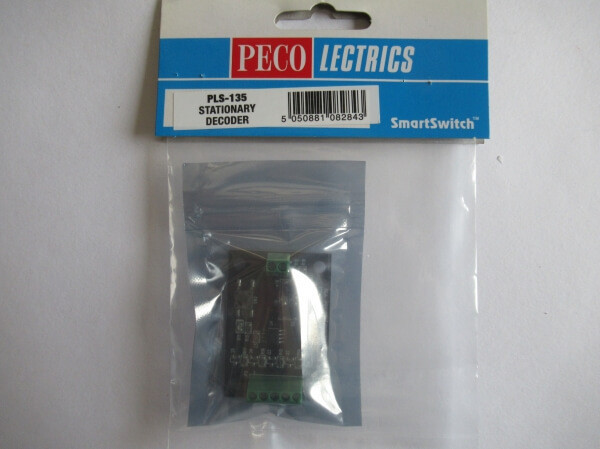 PECO LECTRICS
PLS-135
STATIONARY
DECODER
5 050881 082843
SmartSwitch™